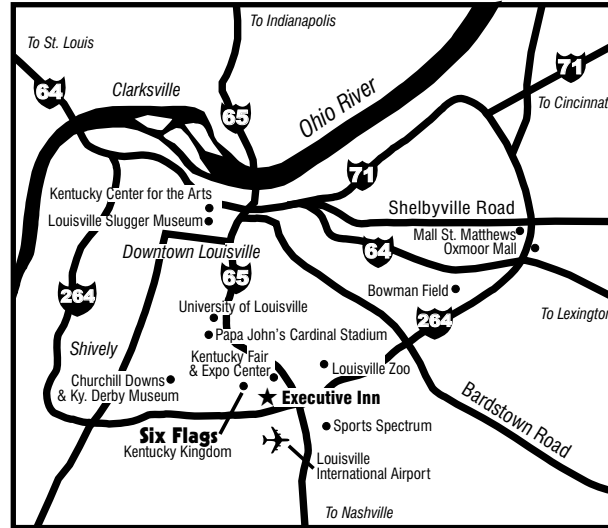 To Indianapolis
To St. Louis
64
Clarksville
65
Ohio River
71
To Cincinnati
71
Kentucky Center for the Arts
Louisville Slugger Museum
Shelbyville Road
Mall St. Matthews
Oxmoor Mall
Downtown Louisville
64
65
264
Bowman Field
To Lexington
University of Louisville
264
Papa John's Cardinal Stadium
Shively
Kentucky Fair
& Expo Center
Louisville Zoo
Churchill Downs
& Ky. Derby Museum
Executive Inn
Bardstown Road
Six Flags
Kentucky Kingdom
Sports Spectrum
Louisville
International Airport
To Nashville